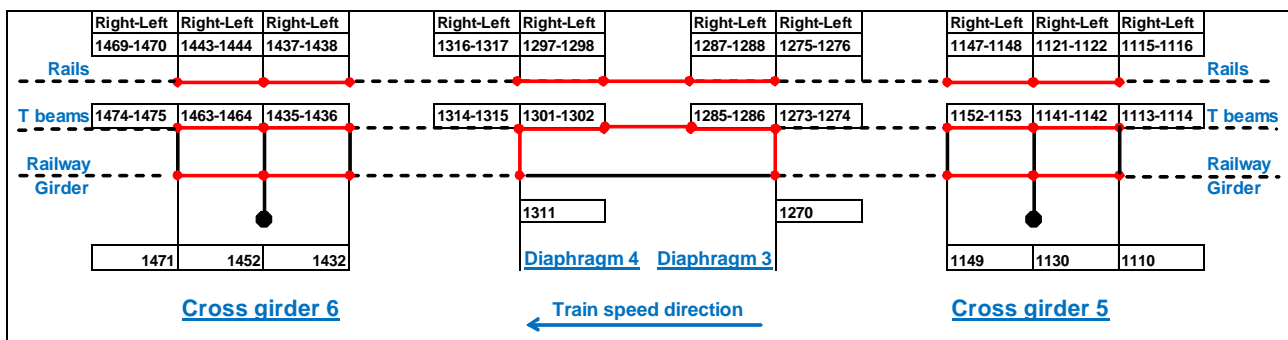 Right-Left Right-Left Right-Left Right-Left Right-Left Right-Left Right-Left Right-Left Right-Left Right-Left
1469-1470 1443-1444 1437-1438 1316-1317 1297-1298 1287-1288 1275-1276 1147-1148 1121-1122 1115-1116
Rails Rails
T beams 1474-1475 1463-1464 1435-1436 1314-1315 1301-1302 1285-1286 1273-1274 1152-1153 1141-1142 1113-1114 T beams
Railway Railway
Girder Girder
1311 1270
1471 1452 1432 Diaphragm 4 Diaphragm 3 1149 1130 1110
Cross girder 6 Train speed direction Cross girder 5